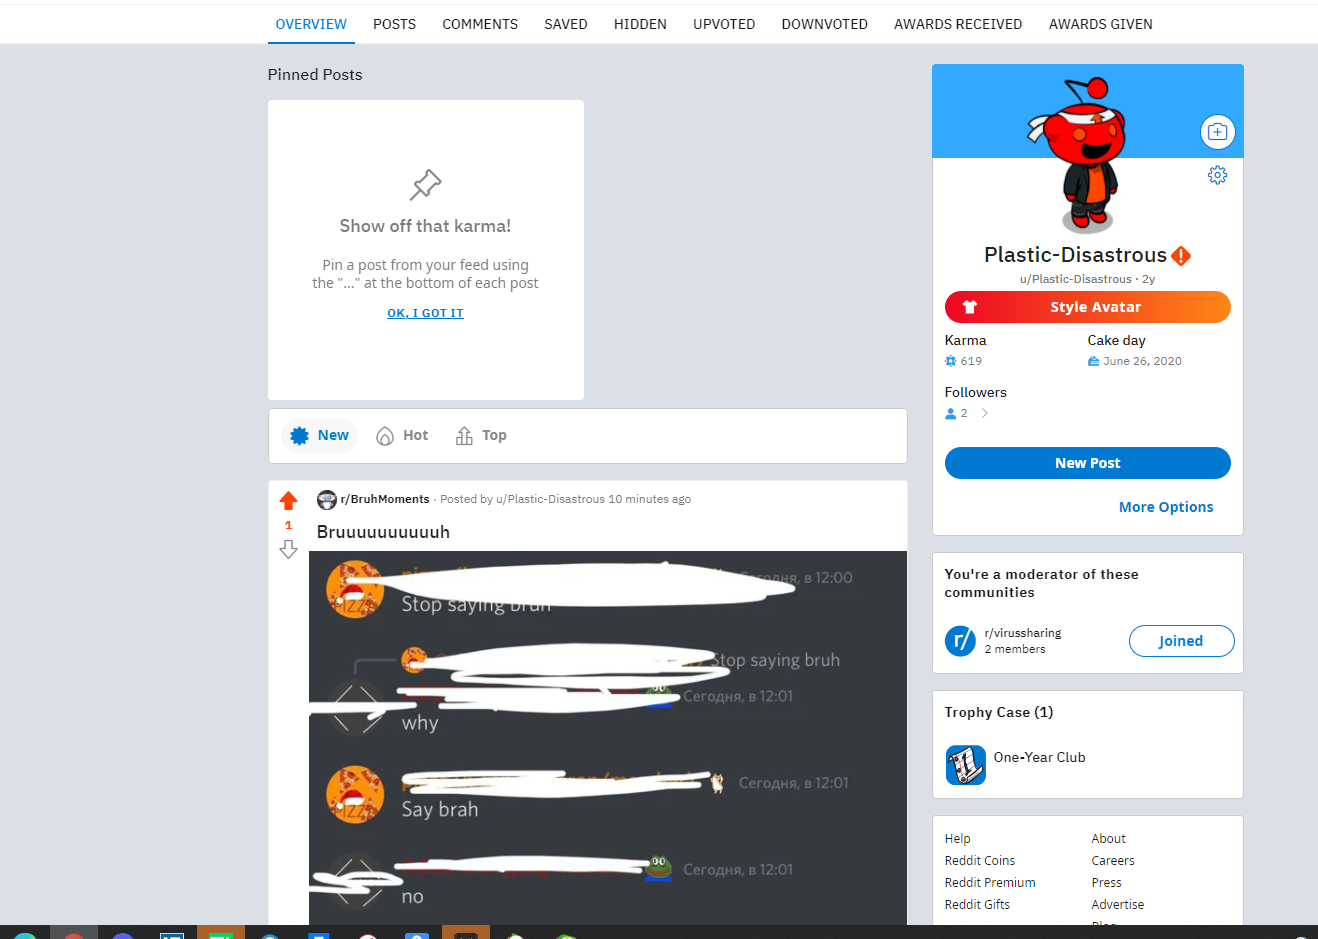 OVERVIEW POSTS COMMENTS SAVED HIDDEN UPVOTED DOWNVOTED AWARDS RECEIVED AWARDS GIVEN
Pinned Posts
Show off that karma!
Pin a post from your feed using
the "..." at the bottom of each post
OK, I GOT IT
New Hot Top
1
r/BruhMoments · Posted by u/Plastic-Disastrous 10 minutes ago
Bruuuuuuuuuuh
Сегодня, в 12:00
Stop saying bruh
Stop saying bruh
Сегодня, в 12:01
why
Сегодня, в 12:01
Say brah
Сегодня, в 12:01
no
Plastic-Disastrous
u/Plastic-Disastrous · 2y
Style Avatar
Karma Cake day
619 June 26, 2020
Followers
2
New Post
More Options
You're a moderator of these
communities
r/ r/virussharing
2 members
Joined
Trophy Case (1)
One-Year Club
Help About
Reddit Coins Careers
Reddit Premium Press
Reddit Gifts Advertise
Blog